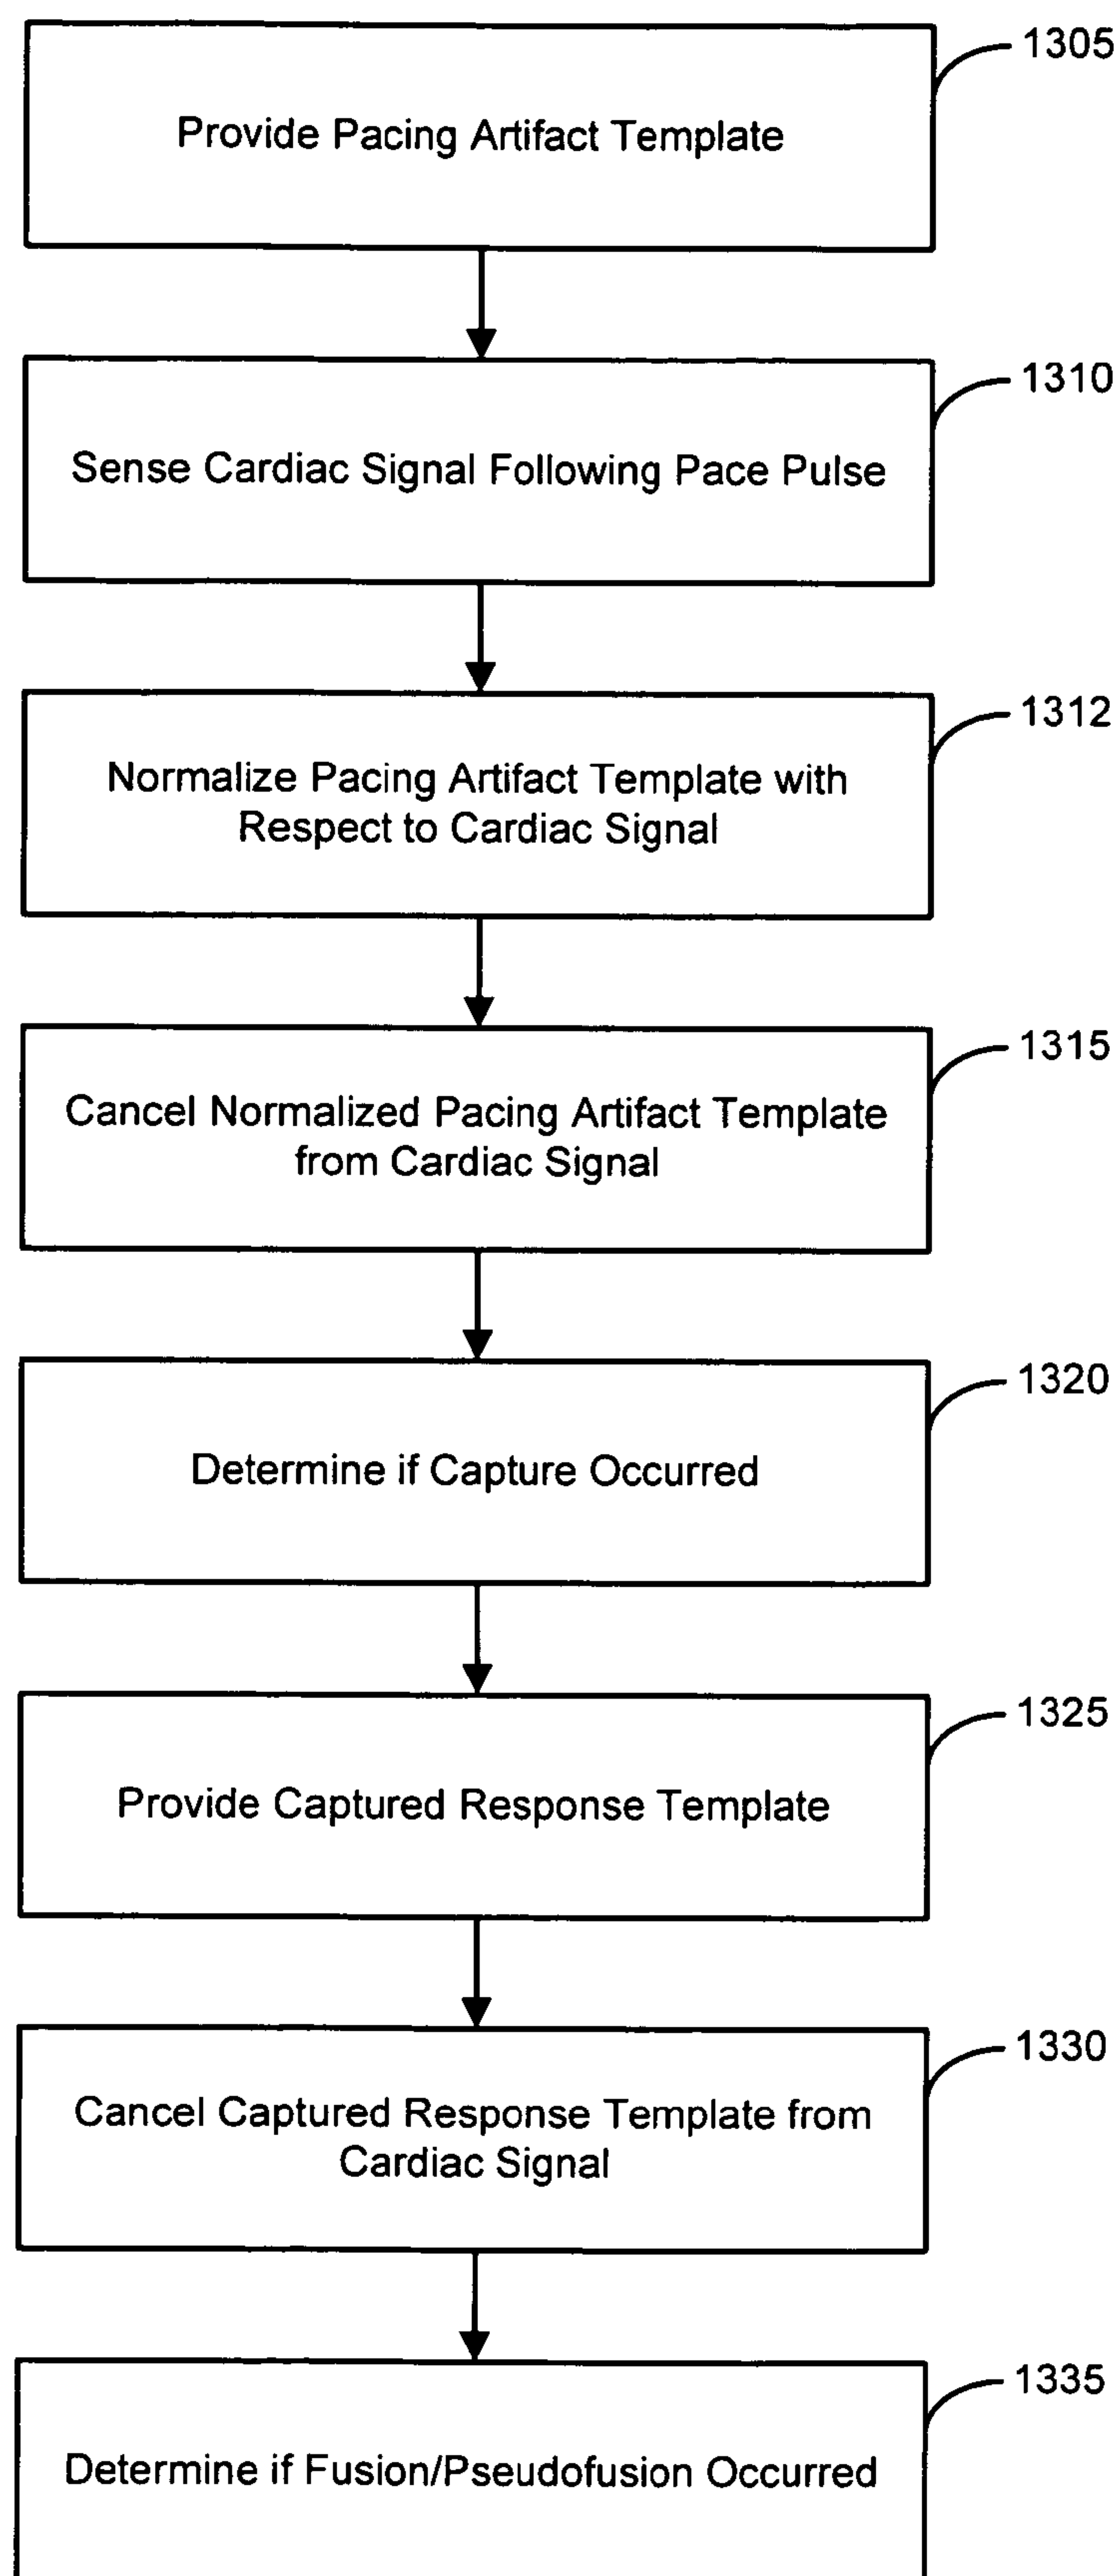 1305
Provide Pacing Artifact Template
1310
Sense Cardiac Signal Following Pace Pulse
1312
Normalize Pacing Artifact Template with
Respect to Cardiac Signal
1315
Cancel Normalized Pacing Artifact Template
from Cardiac Signal
1320
Determine if Capture Occurred
1325
Provide Captured Response Template
1330
Cancel Captured Response Template from
Cardiac Signal
1335
Determine if Fusion/Pseudofusion Occurred